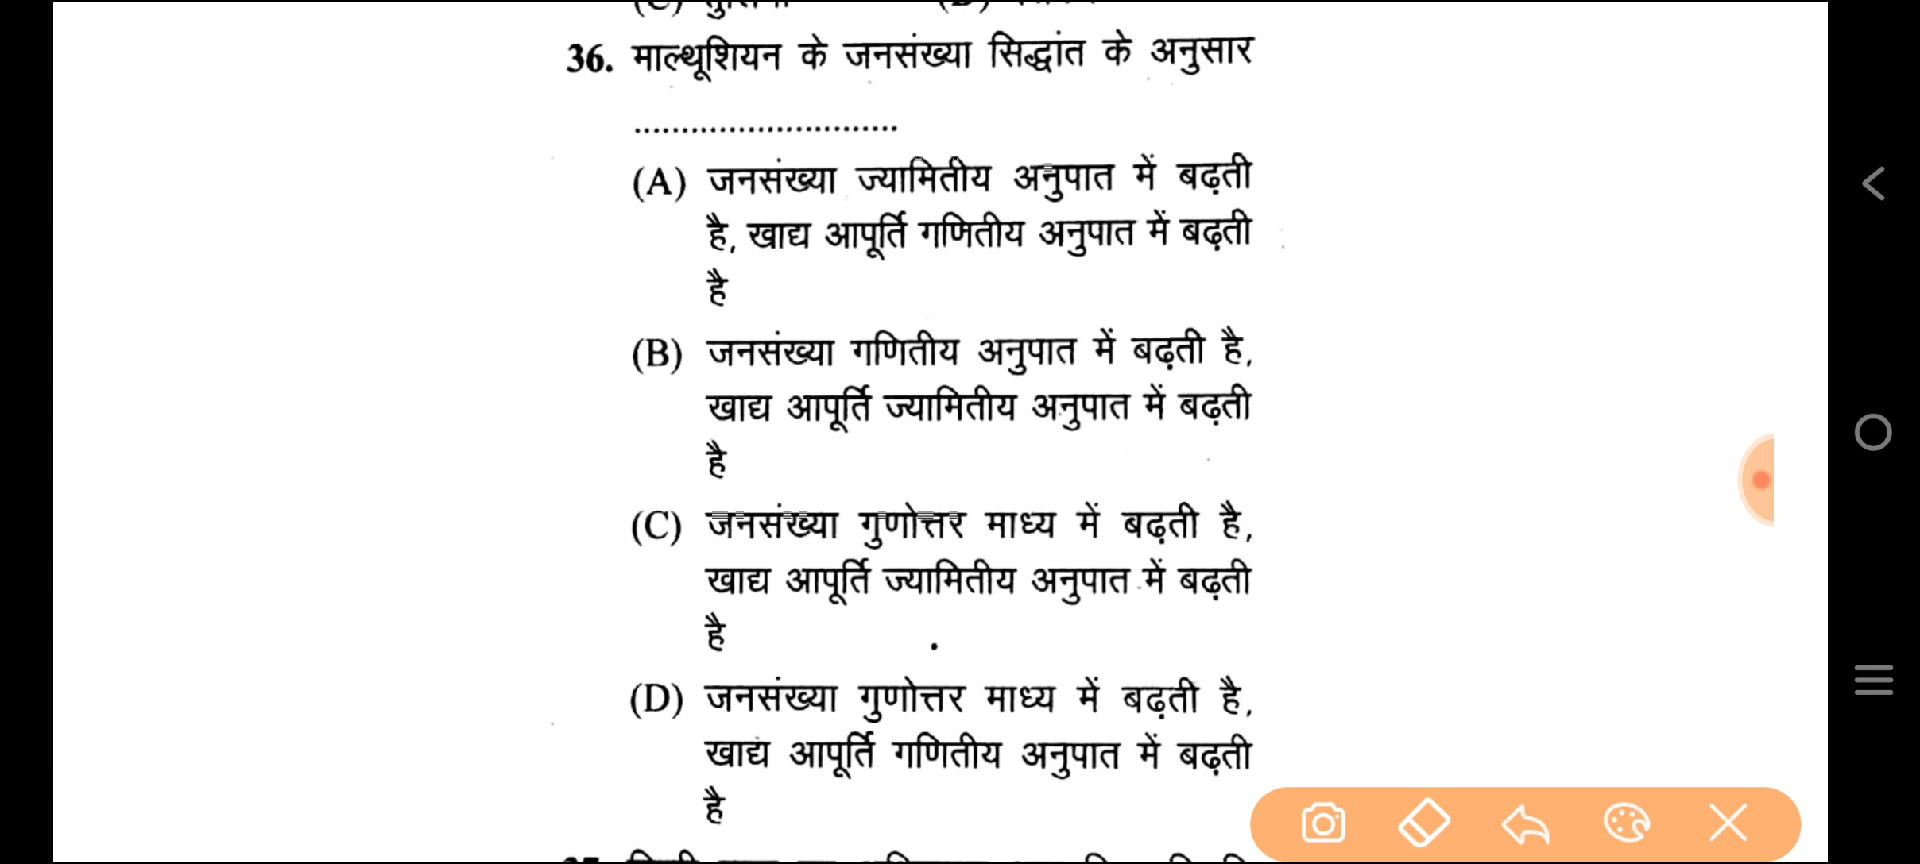 36. माल्थूशियन के जनसंख्या सिद्धांत के अनुसार
............................
(A) जनसंख्या ज्यामितीय अनुपात में बढ़ती
है, खाद्य आपूर्ति गणितीय अनुपात में बढ़ती
है
(B) जनसंख्या गणितीय अनुपात में बढ़ती है,
खाद्य आपूर्ति ज्यामितीय अनुपात में बढ़ती
है
(C) जनसंख्या गुणोत्तर माध्य में बढ़ती है,
खाद्य आपूर्ति ज्यामितीय अनुपात में बढ़ती
है
(D) जनसंख्या गुणोत्तर माध्य में बढ़ती है,
खाद्य आपूर्ति गणितीय अनुपात में बढ़ती
है